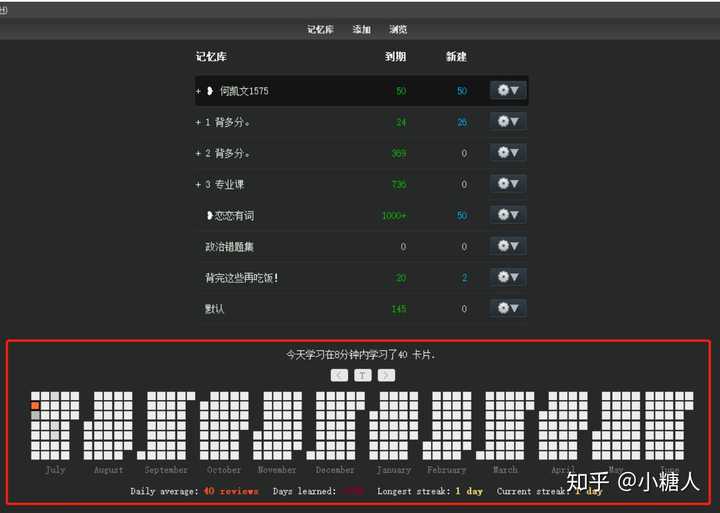 记忆库 添加 浏览
记忆库 到期 新建
+ ❥ 何凯文1575 50 50
+ 1 背多分。 24 26
+ 2 背多分。 369 0
+ 3 专业课 736 0
❥恋恋有词 1000+ 50
政治错题集 0 0
背完这些再吃饭! 20 2
默认 145 0
今天学习在8分钟内学习了40 卡片.
< T >
July August September October November December January February March April May June
Daily average: 40 reviews Days learned: Longest streak: 1 day Current streak: 1 day
知乎 @小糖人